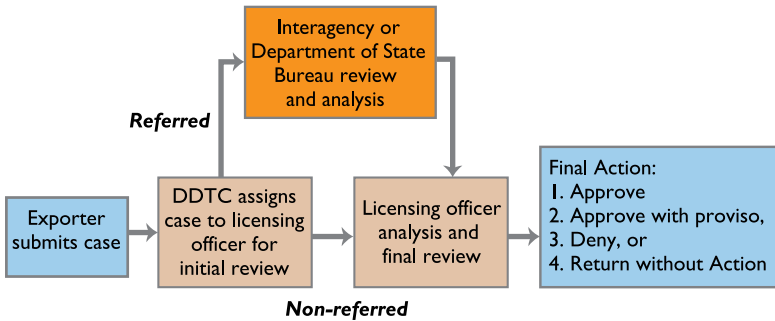 Interagency or
Department of State
Bureau review
and analysis
Referred
Exporter
submits case
DDTC assigns
case to licensing
officer for
initial review
Licensing officer
analysis and
final review
Final Action:
1. Approve
2. Approve with proviso,
3. Deny, or
4. Return without Action
Non-referred